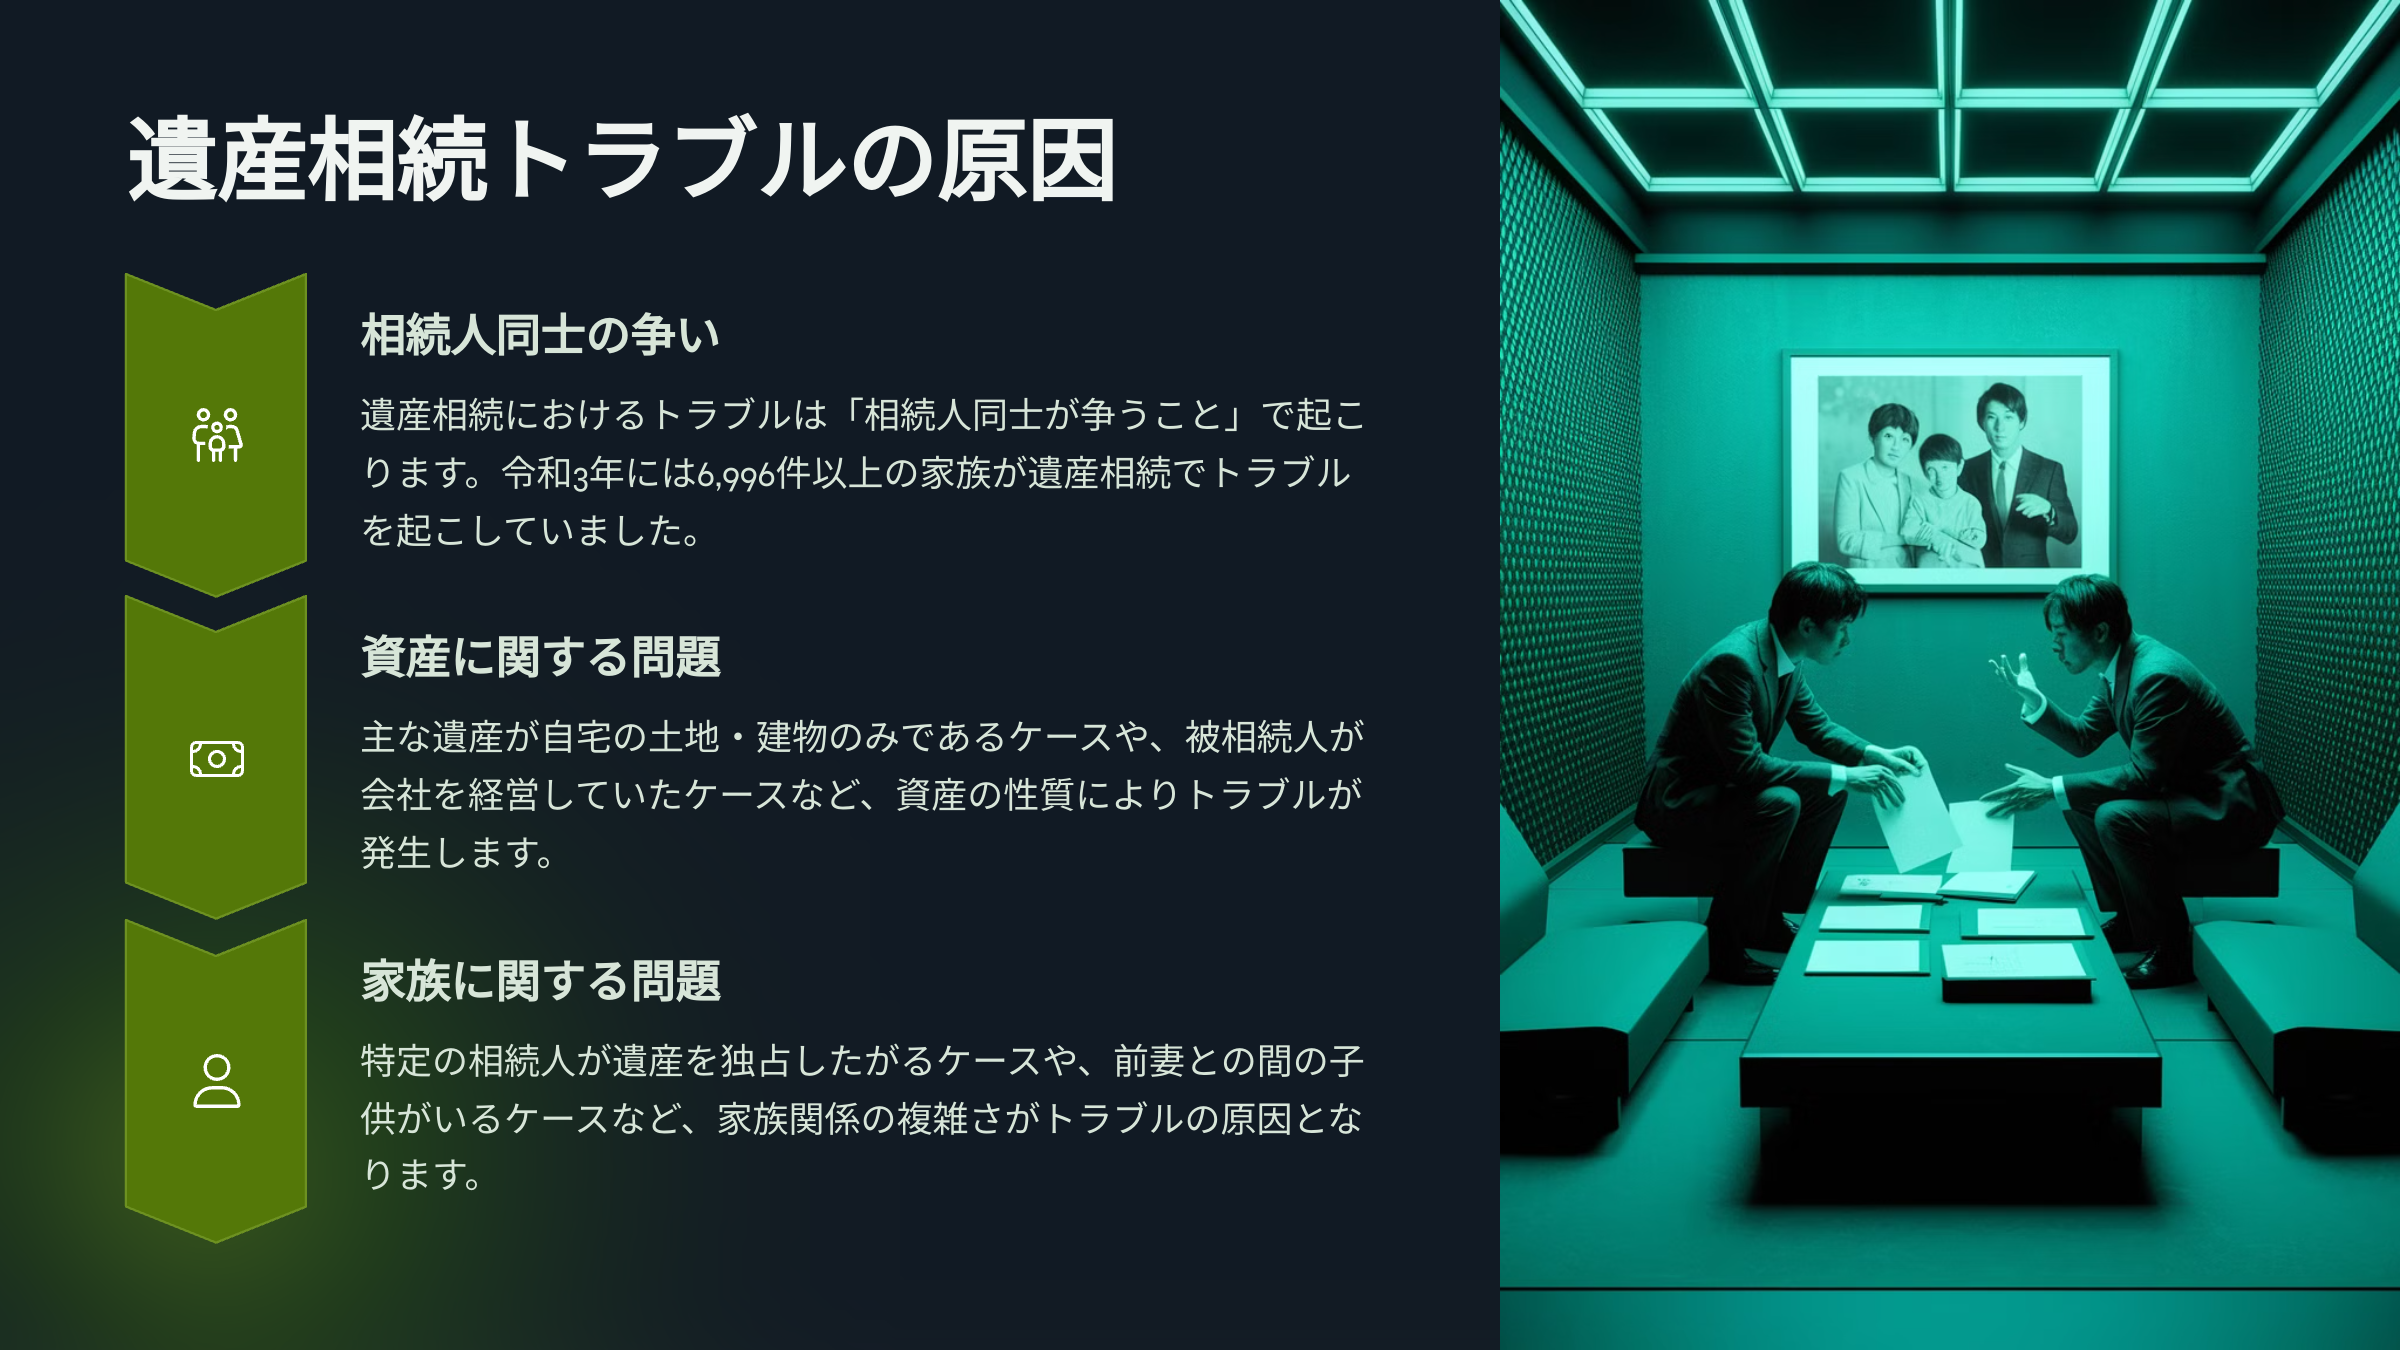 遺産相続トラブルの原因
相続人同士の争い
遺産相続におけるトラブルは「相続人同士が争うこと」で起こ
ります。令和3年には6,996件以上の家族が遺産相続でトラブル
を起こしていました。
資産に関する問題
主な遺産が自宅の土地・建物のみであるケースや、被相続人が
会社を経営していたケースなど、資産の性質によりトラブルが
発生します。
家族に関する問題
特定の相続人が遺産を独占したがるケースや、前妻との間の子
供がいるケースなど、家族関係の複雑さがトラブルの原因とな
ります。